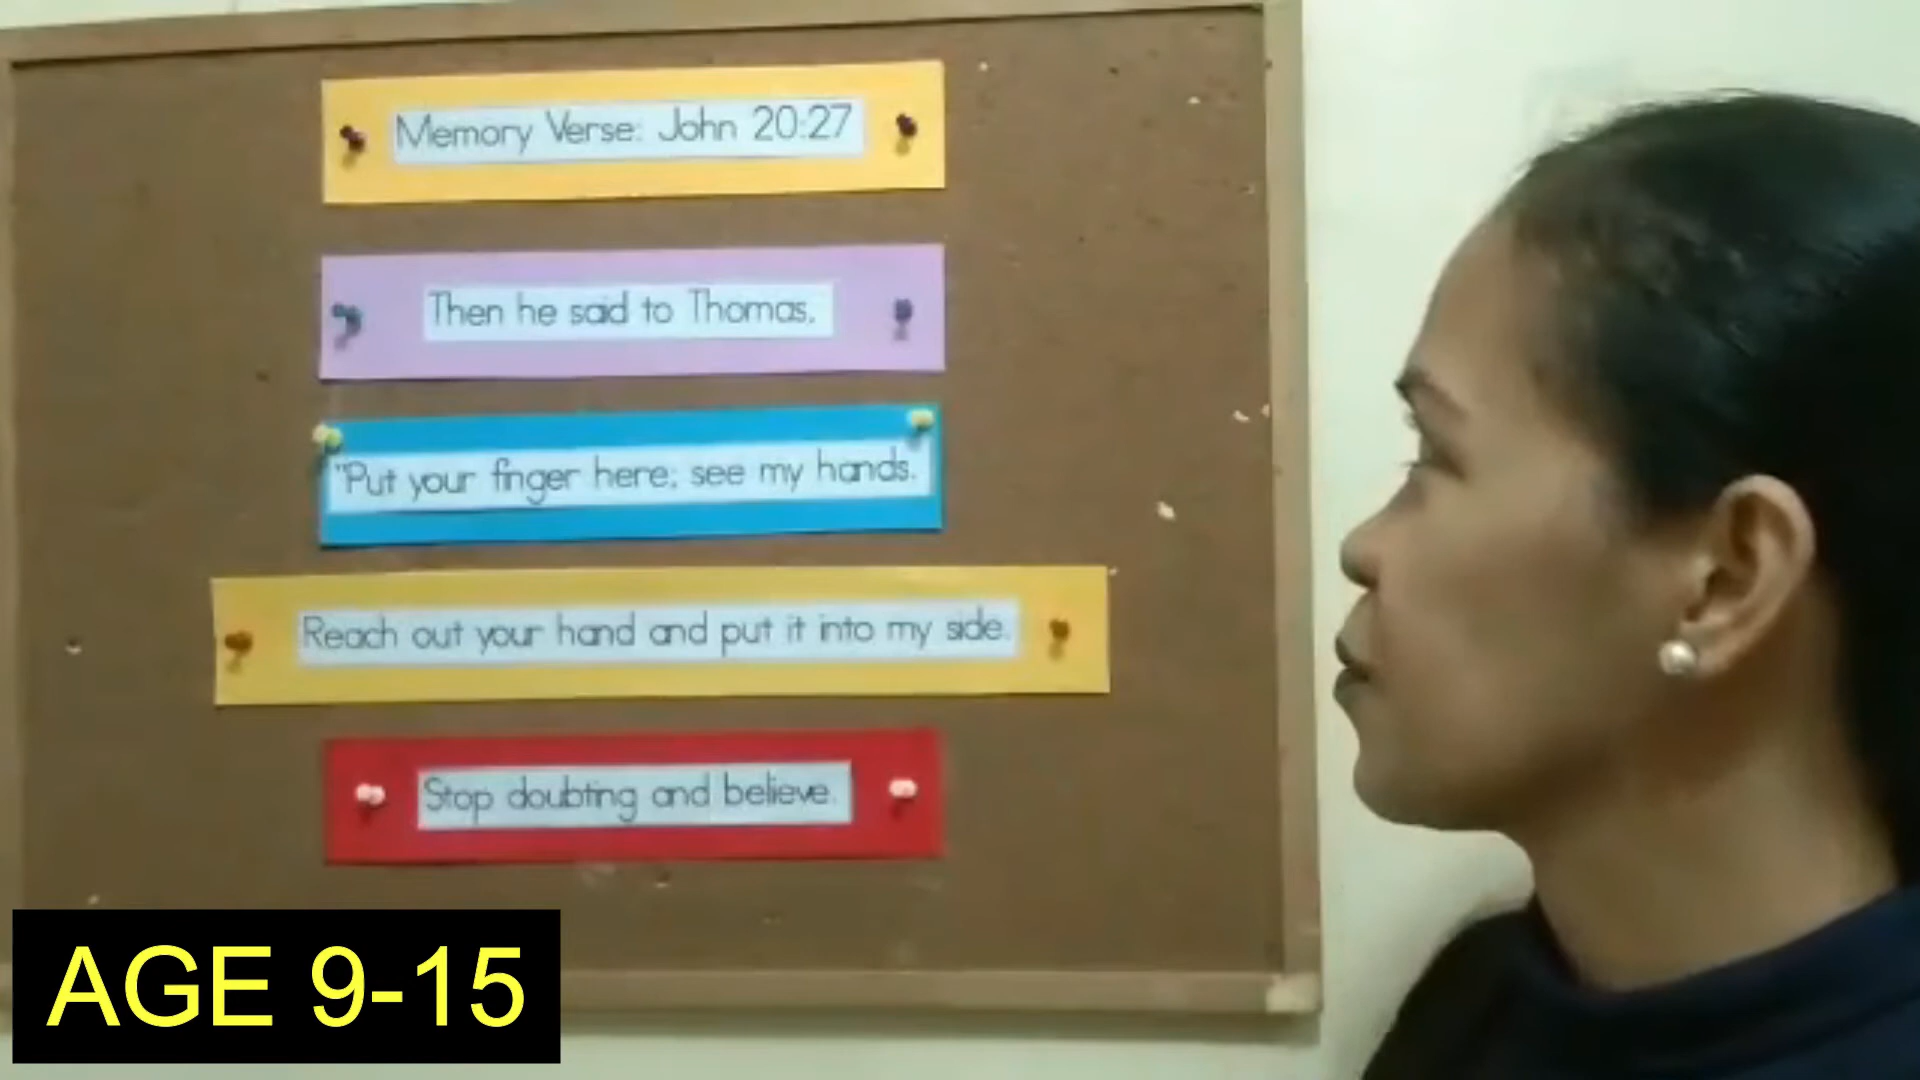 Memory Verse: John 20:27
Then he said to Thomas,
"Put your finger here; see my hands.
Reach out your hand and put it into my side.
Stop doubting and believe.
AGE 9-15